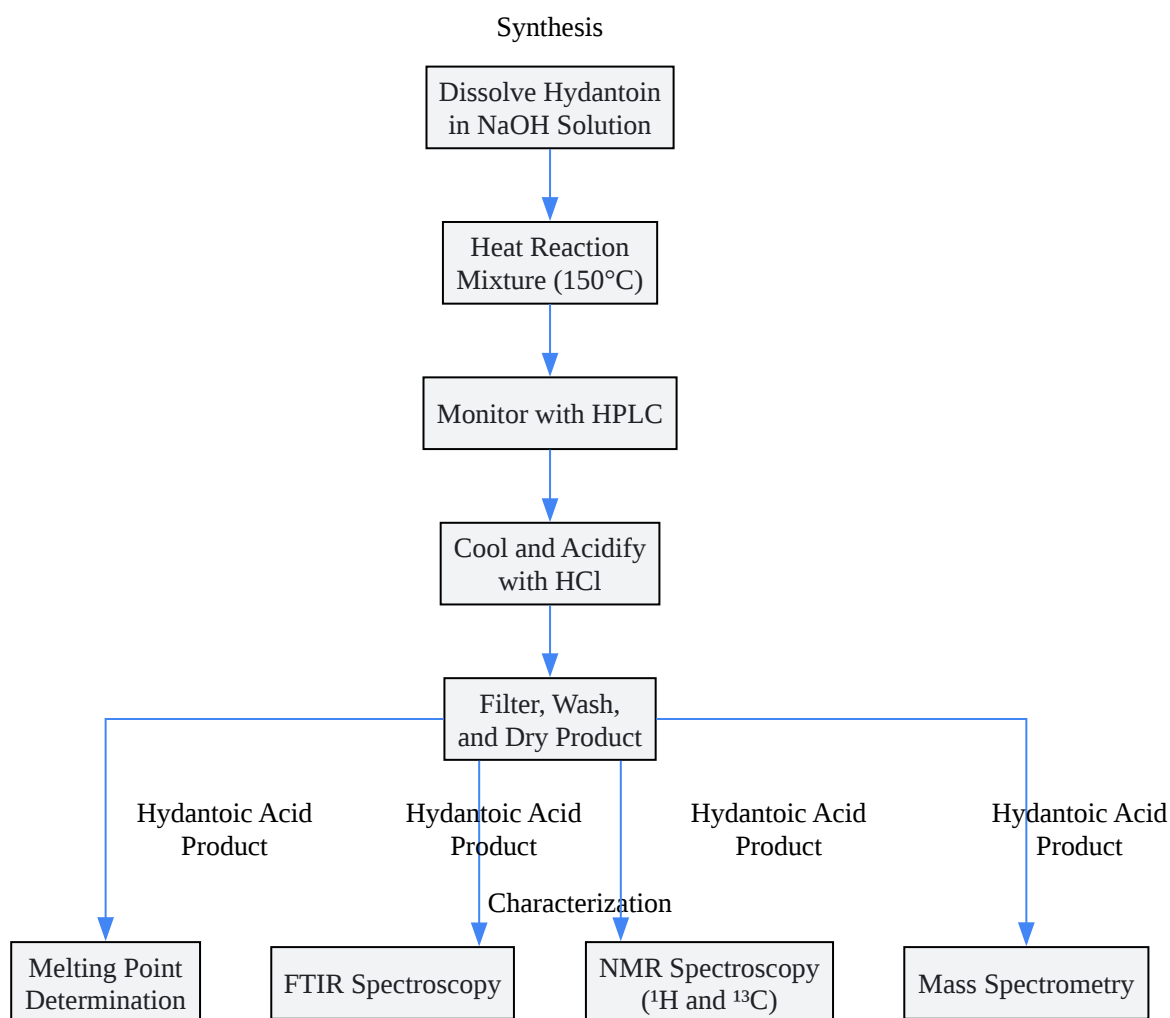 Synthesis
Dissolve Hydantoin
in NaOH Solution
Heat Reaction
Mixture (150°C)
Monitor with HPLC
Cool and Acidify
with HCl
Filter, Wash,
and Dry Product
Hydantoic Acid
Product
Hydantoic Acid
Product
Hydantoic Acid
Product
Hydantoic Acid
Product
Characterization
Melting Point
Determination
FTIR Spectroscopy
NMR Spectroscopy
(¹H and ¹³C)
Mass Spectrometry